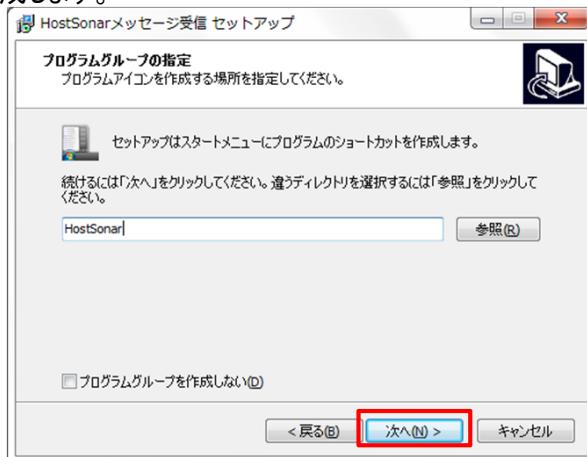 成します。
HostSonarメッセージ受信 セットアップ
プログラムグループの指定
プログラムアイコンを作成する場所を指定してください。
セットアップはスタートメニューにプログラムのショートカットを作成します。
続けるには「次へ」をクリックしてください。違うディレクトリを選択するには「参照」をクリックして
ください。
HostSonar
参照(R)
プログラムグループを作成しない(D)
< 戻る(B)
次へ(N) >
キャンセル